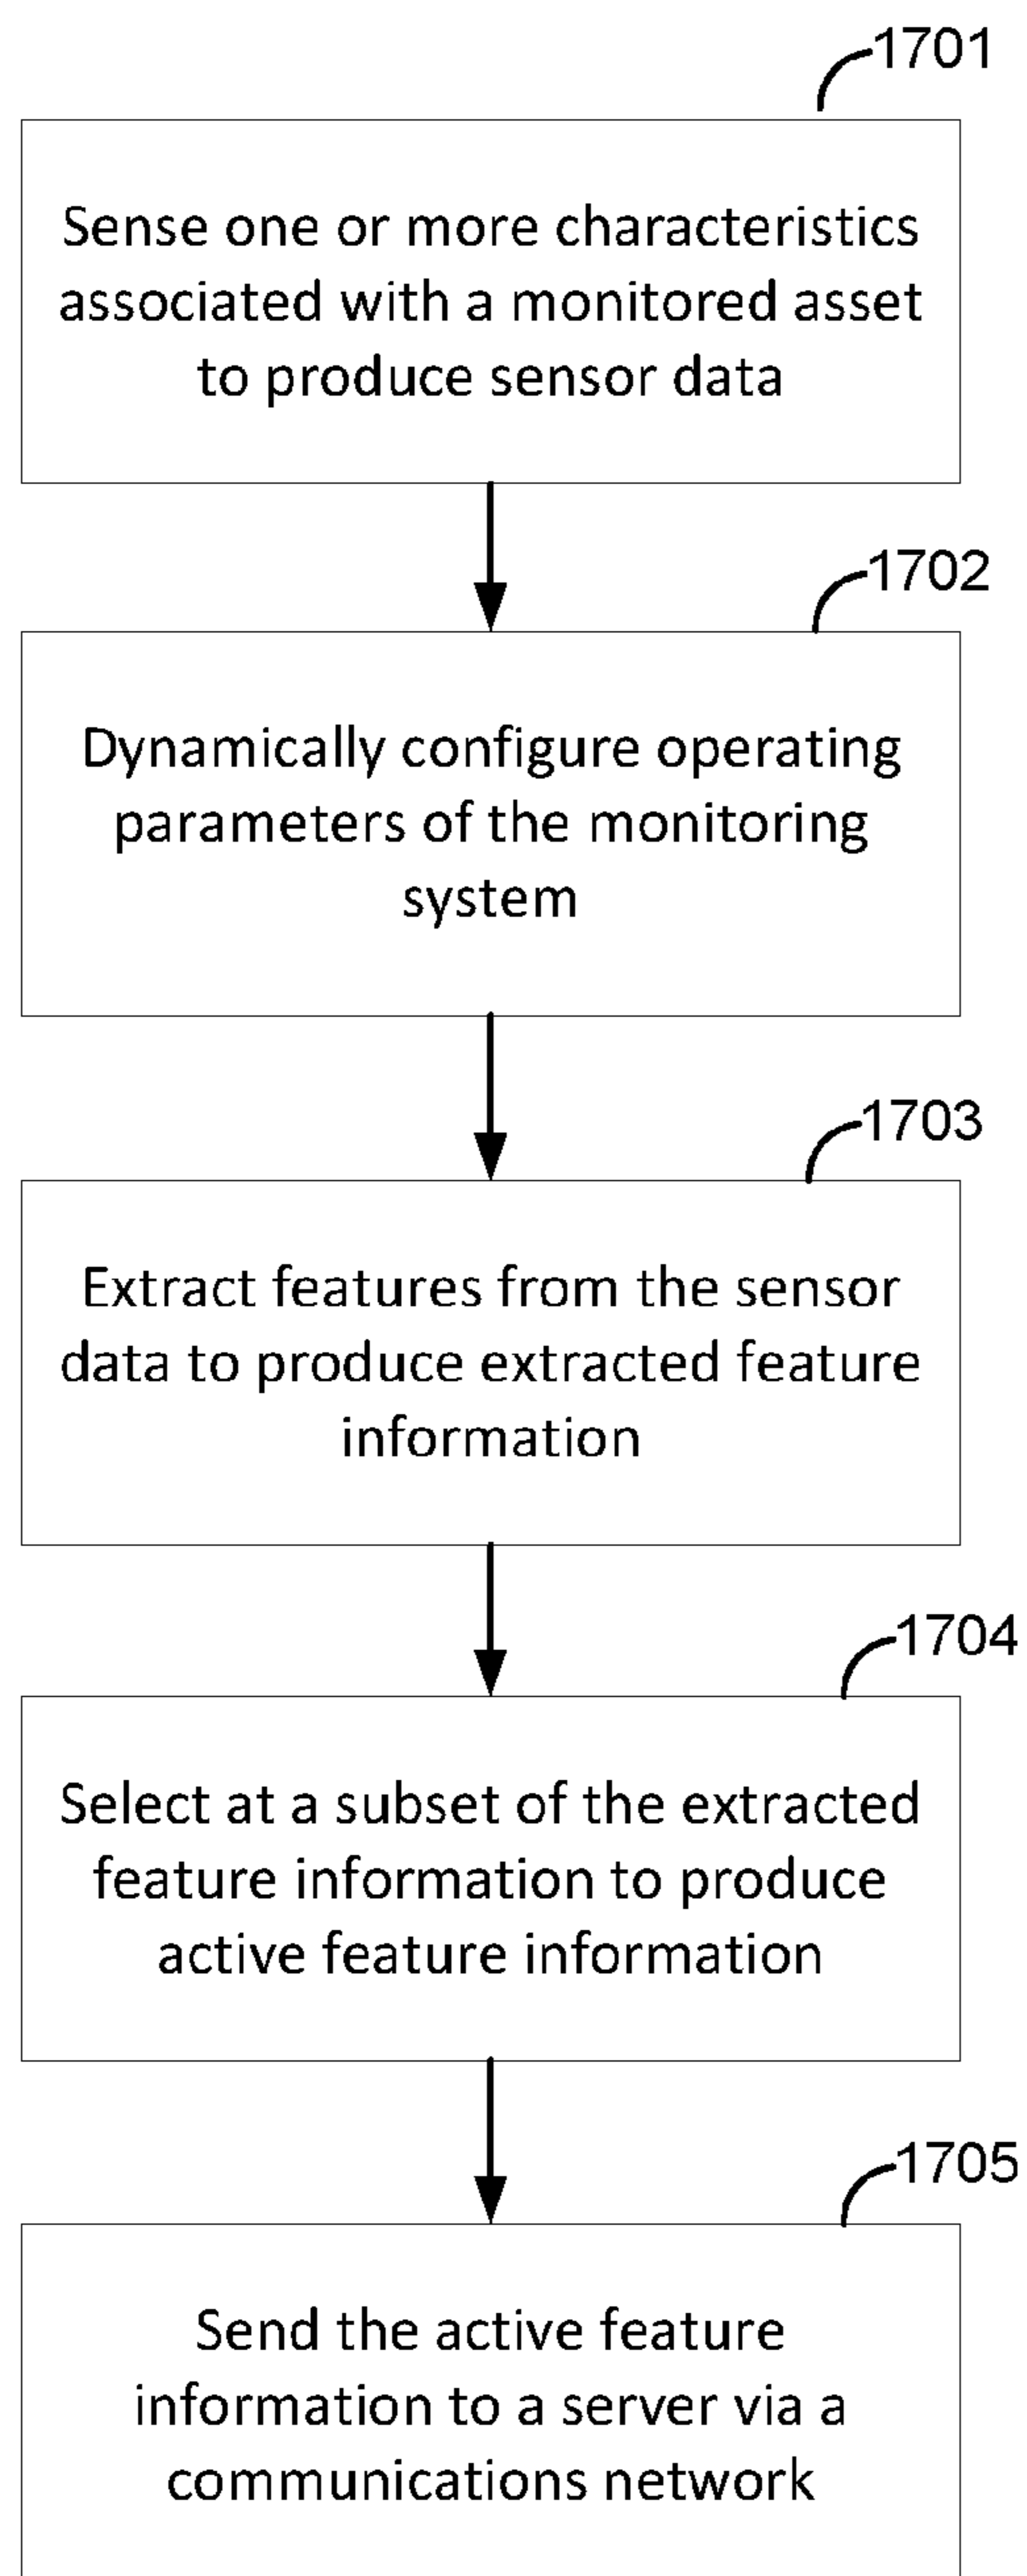 1701
Sense one or more characteristics
associated with a monitored asset
to produce sensor data
1702
Dynamically configure operating
parameters of the monitoring
system
1703
Extract features from the sensor
data to produce extracted feature
information
1704
Select at a subset of the extracted
feature information to produce
active feature information
1705
Send the active feature
information to a server via a
communications network